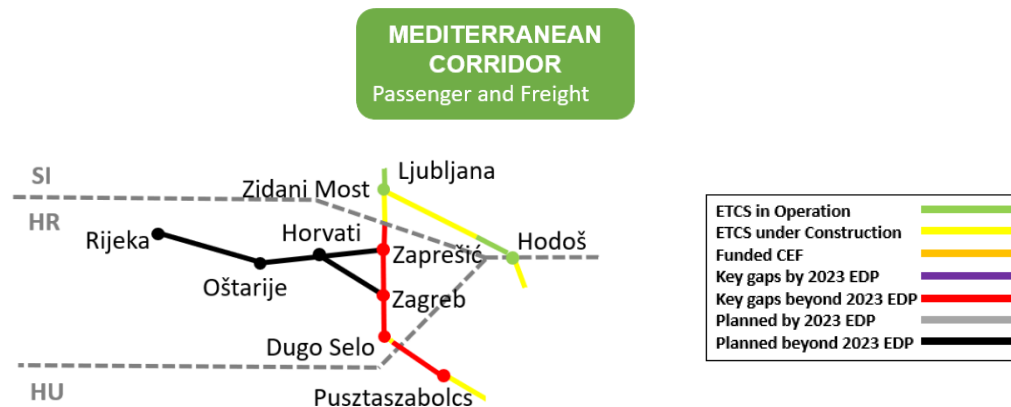 MEDITERRANEAN
CORRIDOR
Passenger and Freight
SI
Ljubljana
Zidani Most
HR
Rijeka
Horvati
Zaprešić
Hodoš
Oštarije
Zagreb
Dugo Selo
HU
Pusztaszabolcs
ETCS in Operation
ETCS under Construction
Funded CEF
Key gaps by 2023 EDP
Key gaps beyond 2023 EDP
Planned by 2023 EDP
Planned beyond 2023 EDP